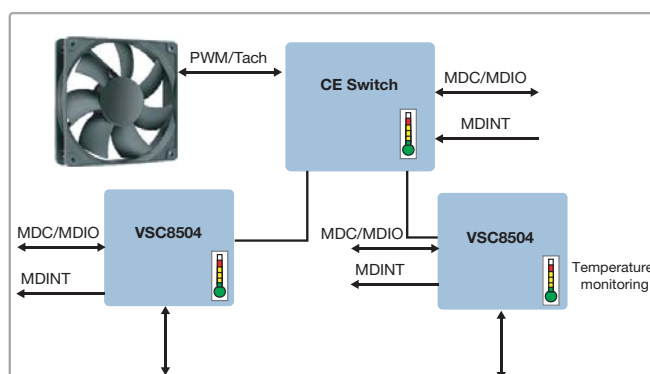 PWM/Tach
CE Switch
MDC/MDIO
MDINT
MDC/MDIO
VSC8504
MDINT
MDC/MDIO
VSC8504
MDINT
Temperature
monitoring